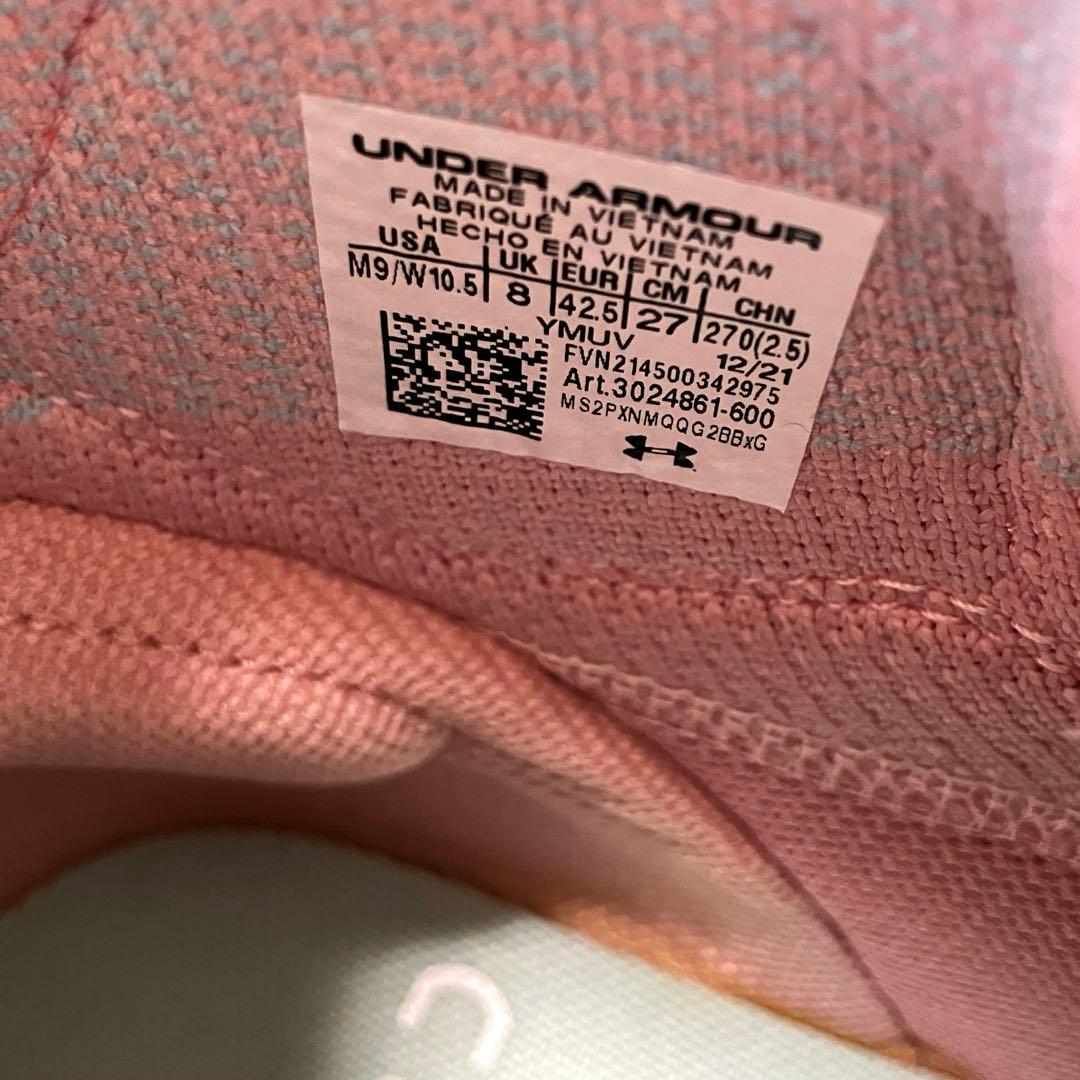 UNDER ARMOUR
MADE IN VIETNAM
FABRIQUÉ AU VIETNAM
HECHO EN VIETNAM
USA UK EUR CM CHN
M9/W10.5 8 42.5 27 270(2.5)
YMUV 12/21
FVN214500342975
Art.3024861-600
MS2PXNMQQG2BBxG